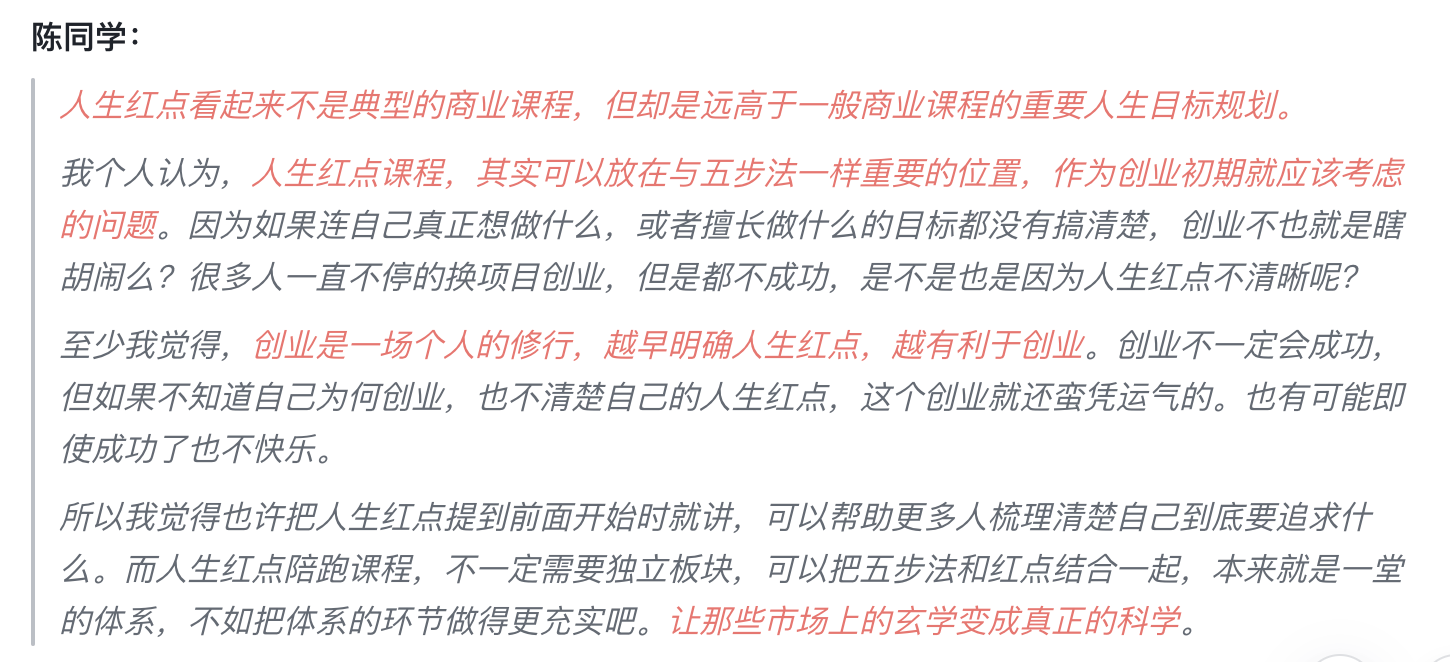 陈同学：
人生红点看起来不是典型的商业课程，但却是远高于一般商业课程的重要人生目标规划。
我个人认为，人生红点课程，其实可以放在与五步法一样重要的位置，作为创业初期就应该考虑
的问题。因为如果连自己真正想做什么，或者擅长做什么的目标都没有搞清楚，创业不也就是瞎
胡闹么？很多人一直不停的换项目创业，但是都不成功，是不是也是因为人生红点不清晰呢？
至少我觉得，创业是一场个人的修行，越早明确人生红点，越有利于创业。创业不一定会成功，
但如果不知道自己为何创业，也不清楚自己的人生红点，这个创业就还蛮凭运气的。也有可能即
使成功了也不快乐。
所以我觉得也许把人生红点提到前面开始时就讲，可以帮助更多人梳理清楚自己到底要追求什
么。而人生红点陪跑课程，不一定需要独立板块，可以把五步法和红点结合一起，本来就是一堂
的体系，不如把体系的环节做得更充实吧。让那些市场上的玄学变成真正的科学。